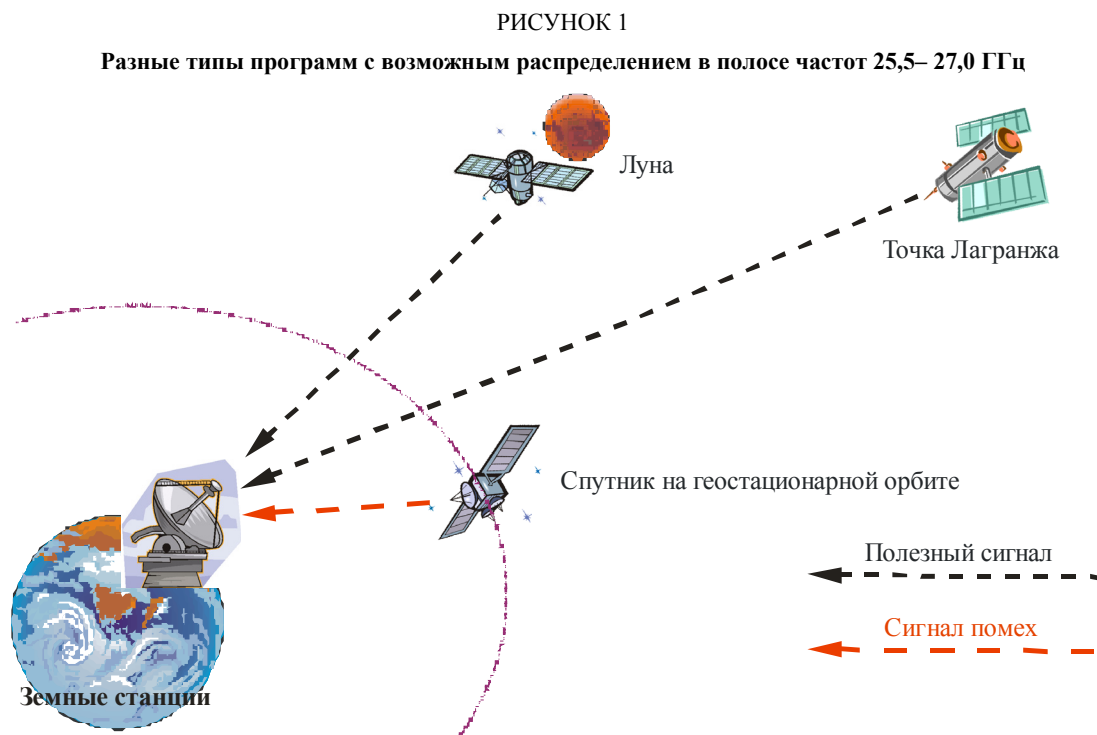 РИСУНОК 1
Разные типы программ с возможным распределением в полосе частот 25,5– 27,0 ГГц
Луна
Точка Лагранжа
Спутник на геостационарной орбите
Полезный сигнал
Сигнал помех
Земные станции